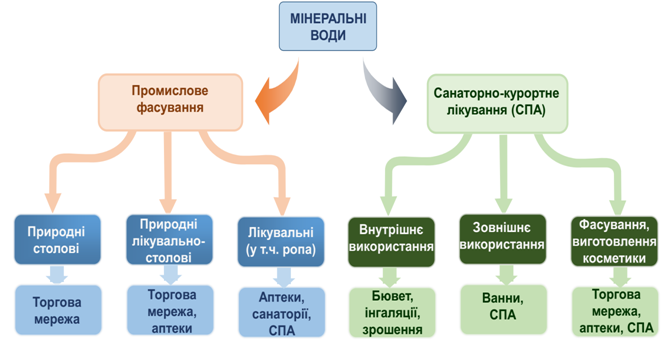 МІНЕРАЛЬНІ
ВОДИ
Промислове
фасування
Санаторно-курортне
лікування (СПА)
Природні
столові
Природні
лікувально-
столові
Лікувальні
(у т.ч. ропа)
Внутрішнє
використання
Зовнішнє
використання
Фасування,
виготовлення
косметики
Торгова
мережа
Торгова
мережа,
аптеки
Аптеки,
санаторії,
СПА
Бювет,
інгаляції,
зрошення
Ванни,
СПА
Торгова
мережа,
аптеки, СПА